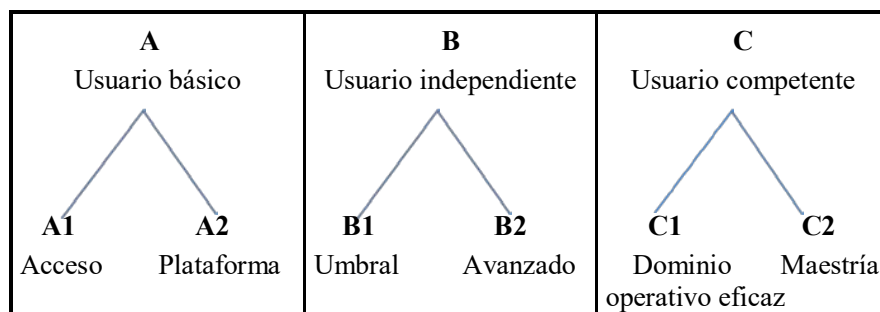 A
Usuario básico
A1 A2
Acceso Plataforma
B
Usuario independiente
B1 B2
Umbral Avanzado
C
Usuario competente
C1 C2
Dominio Maestría
operativo eficaz